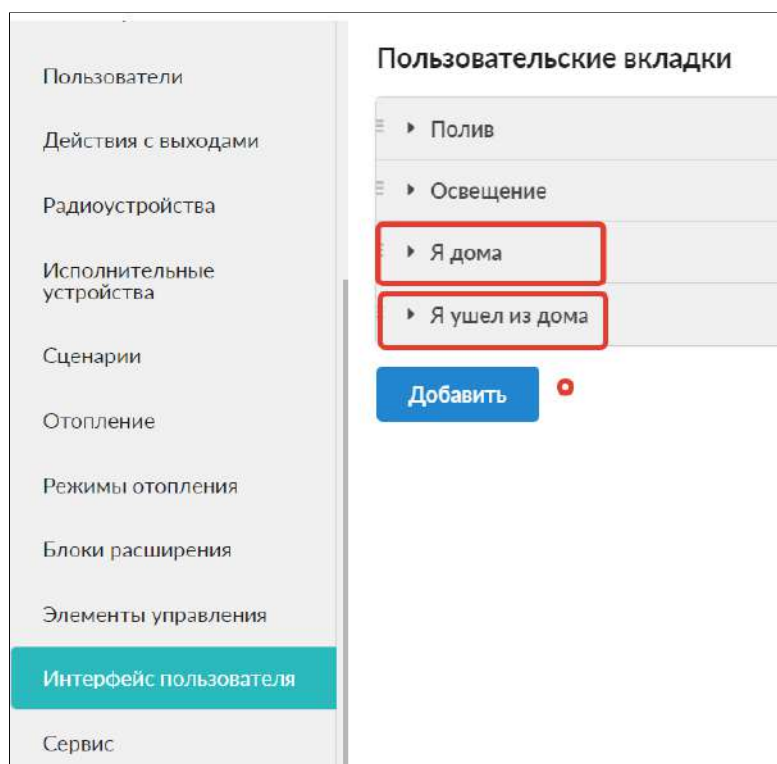 Пользователи
Действия с выходами
Радиоустройства
Исполнительные
устройства
Сценарии
Отопление
Режимы отопления
Блоки расширения
Элементы управления
Интерфейс пользователя
Сервис
Пользовательские вкладки
Полив
Освещение
Я дома
Я ушел из дома
Добавить